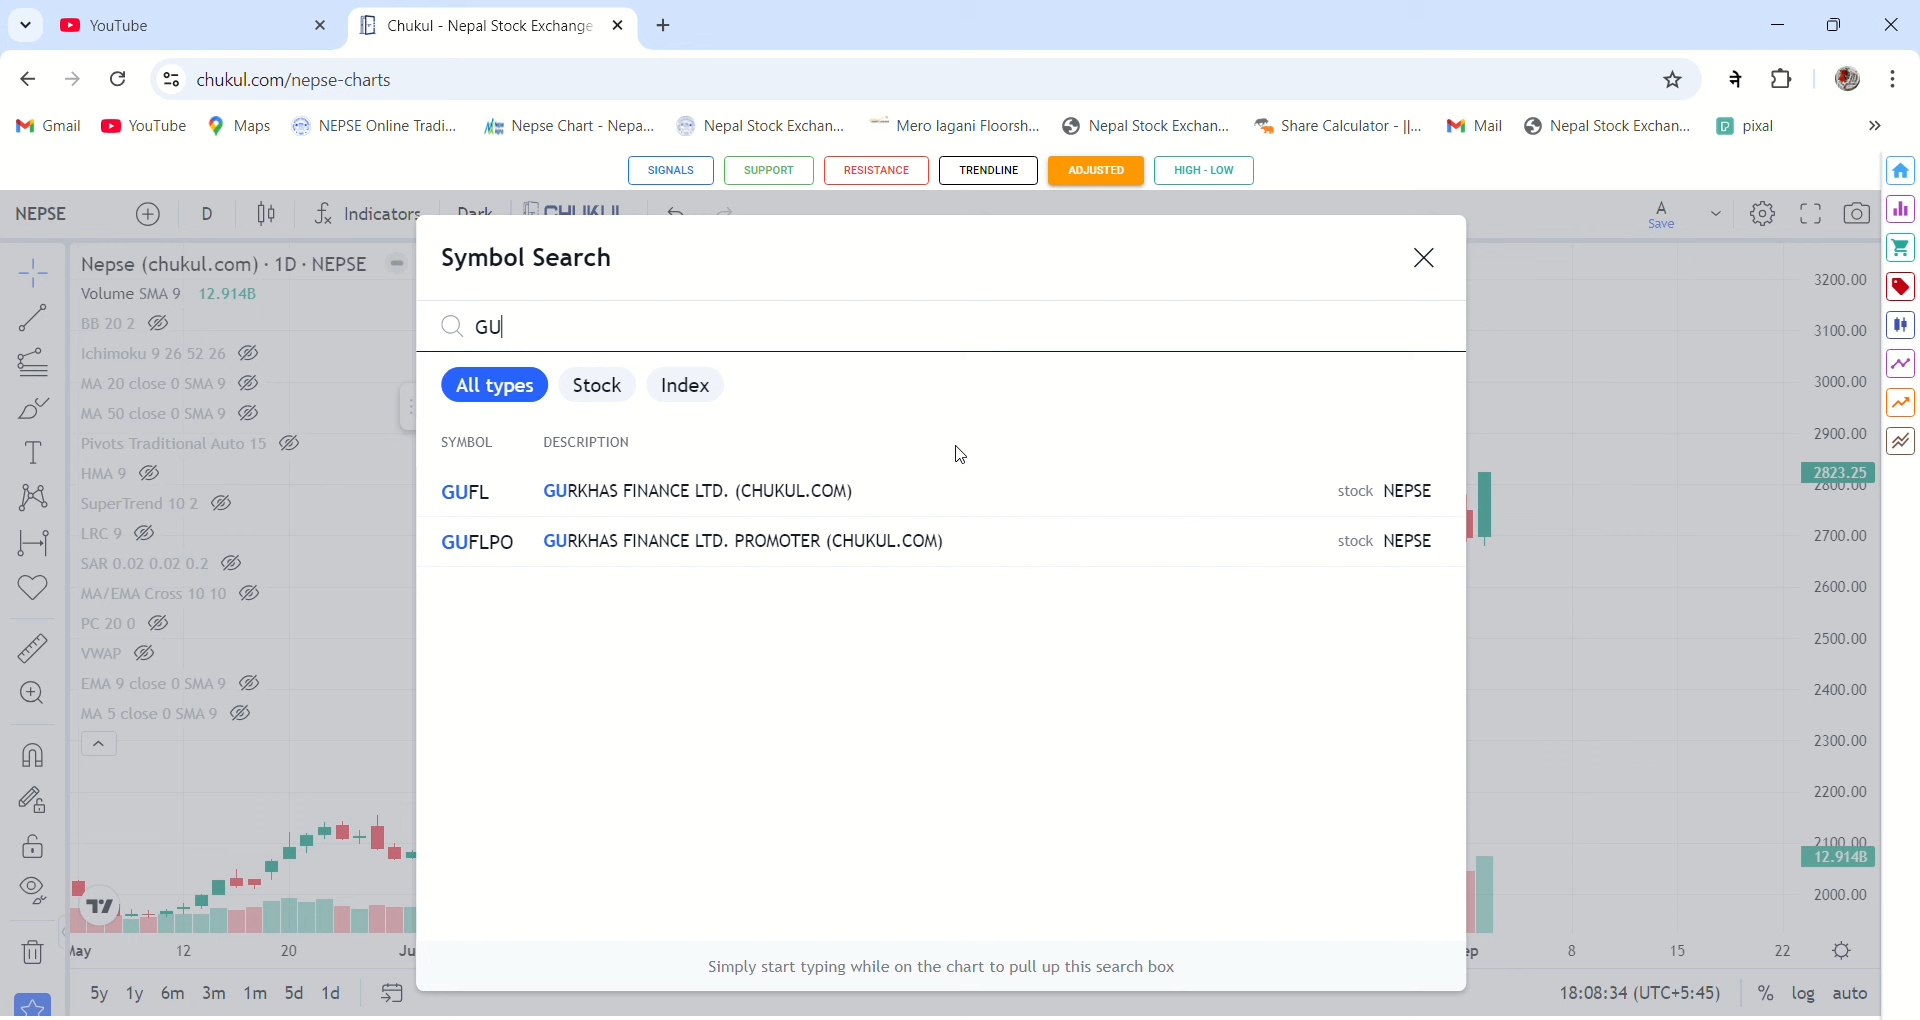 YouTube
Chukul - Nepal Stock Exchange
chukul.com/nepse-charts
ने
Gmail
YouTube
Maps
NEPSE Online Tradi...
Nepse Chart - Nepa...
Nepal Stock Exchan...
Mero lagani Floorsh...
Nepal Stock Exchan...
Share Calculator - ||...
Mail
Nepal Stock Exchan...
pixal
SIGNALS
SUPPORT
RESISTANCE
TRENDLINE
ADJUSTED
HIGH - LOW
NEPSE
D
Indicators
Dark
CHUKUL
A
Save
Nepse (chukul.com) · 1D · NEPSE
Volume SMA 9 12.914B
BB 20 2
Ichimoku 9 26 52 26
MA 20 close 0 SMA 9
MA 50 close 0 SMA 9
Pivots Traditional Auto 15
HMA 9
SuperTrend 10 2
LRC 9
SAR 0.02 0.02 0.2
MA/EMA Cross 10 10
PC 20 0
VWAP
EMA 9 close 0 SMA 9
MA 5 close 0 SMA 9
Symbol Search
GU
All types
Stock
Index
SYMBOL DESCRIPTION
GUFL GURKHAS FINANCE LTD. (CHUKUL.COM) stock NEPSE
GUFLPO GURKHAS FINANCE LTD. PROMOTER (CHUKUL.COM) stock NEPSE
Simply start typing while on the chart to pull up this search box
3200.00
3100.00
3000.00
2900.00
2823.25
2800.00
2700.00
2600.00
2500.00
2400.00
2300.00
2200.00
2100.00
12.914B
2000.00
May 12 20 Ju ep 8 15 22
5y 1y 6m 3m 1m 5d 1d
18:08:34 (UTC+5:45) % log auto